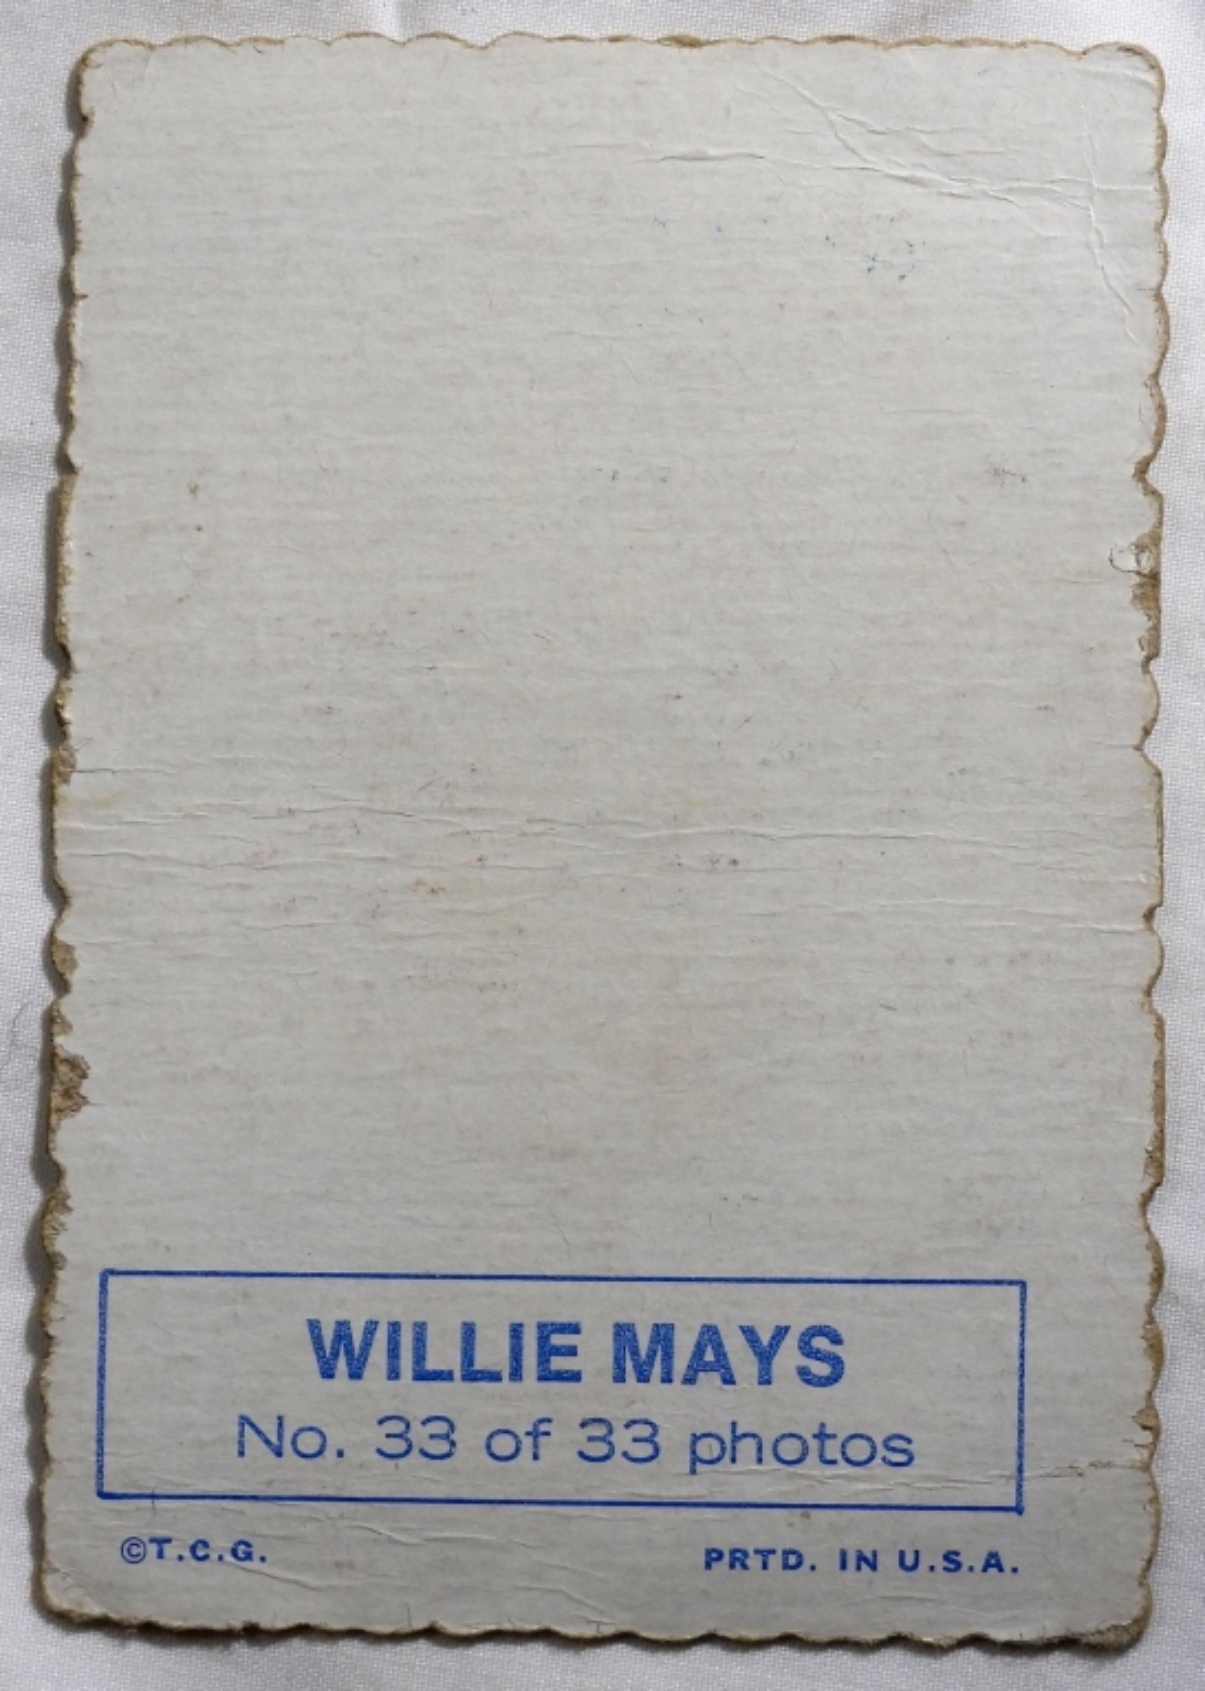 WILLIE MAYS
No. 33 of 33 photos
©T.C.G.
PRTD. IN U.S.A.